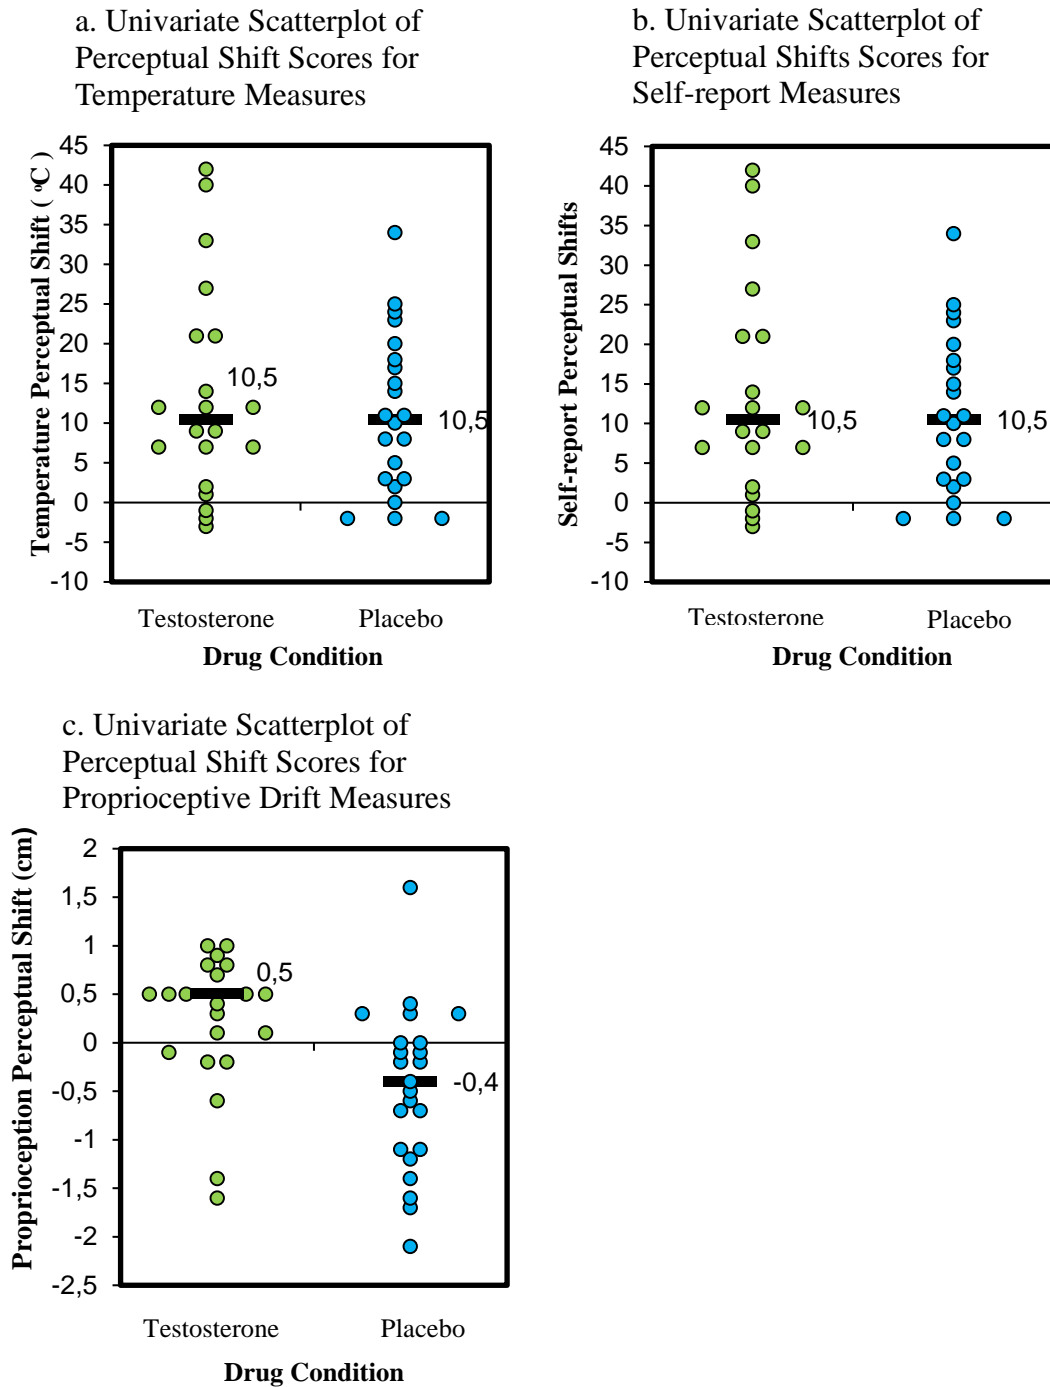 a. Univariate Scatterplot of
Perceptual Shift Scores for
Temperature Measures
Temperature Perceptual Shift ( °C )
45
40
35
30
25
20
15
10
5
0
-5
-10
10,5
10,5
Testosterone
Placebo
Drug Condition
b. Univariate Scatterplot of
Perceptual Shifts Scores for
Self-report Measures
Self-report Perceptual Shifts
45
40
35
30
25
20
15
10
5
0
-5
-10
10,5
10,5
Testosterone
Placebo
Drug Condition
c. Univariate Scatterplot of
Perceptual Shift Scores for
Proprioceptive Drift Measures
Proprioception Perceptual Shift (cm)
2
1,5
1
0,5
0
-0,5
-1
-1,5
-2
-2,5
0,5
-0,4
Testosterone
Placebo
Drug Condition